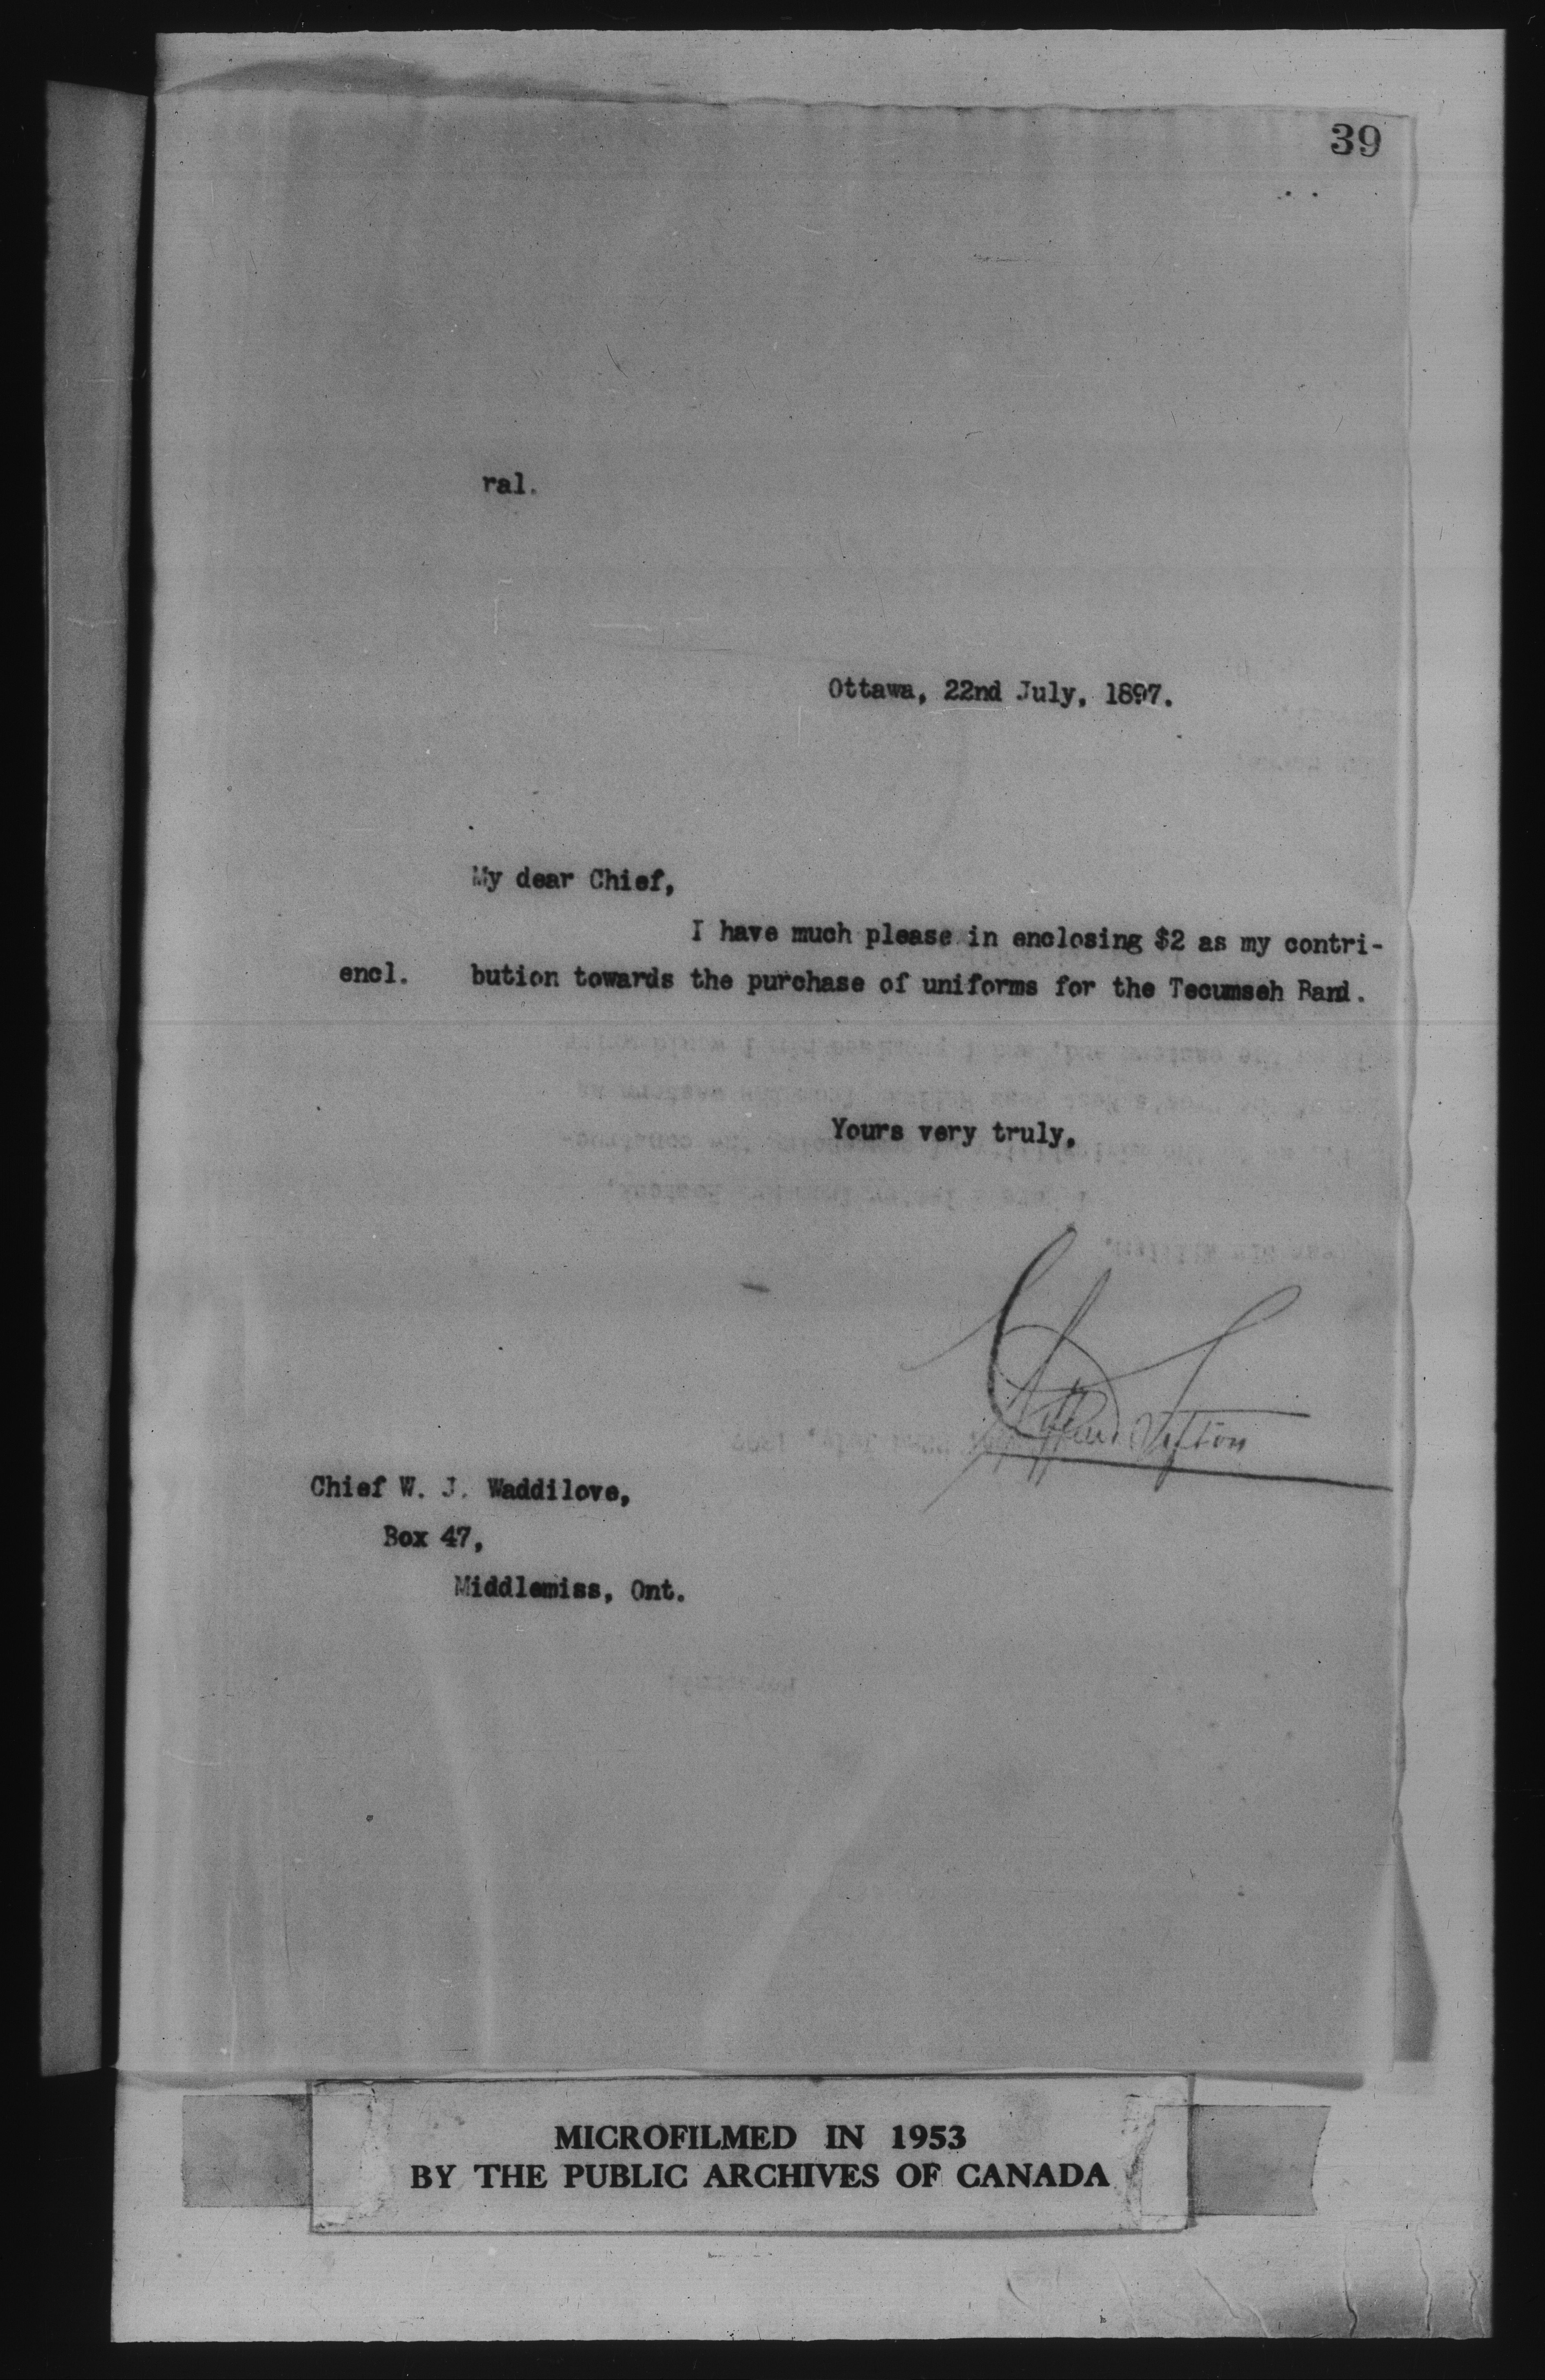 39
ral.
Ottawa, 22nd July, 1897.
My dear Chief,
I have much please in enclosing $2 as my contri-
encl. bution towards the purchase of uniforms for the Tecumseh Band.
Yours very truly,
Clifford Sifton
Chief W. J. Waddilove,
Box 47,
Middlemiss, Ont.
MICROFILMED IN 1953
BY THE PUBLIC ARCHIVES OF CANADA